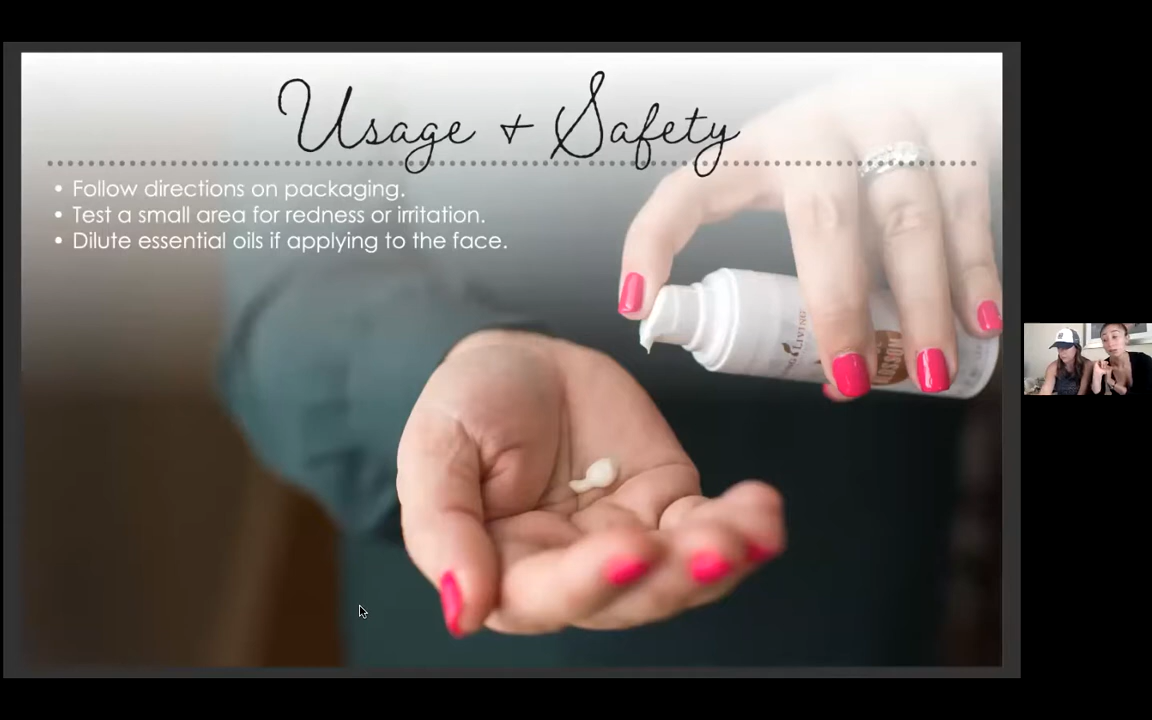 Usage + Safety
• Follow directions on packaging.
• Test a small area for redness or irritation.
• Dilute essential oils if applying to the face.
LIVING